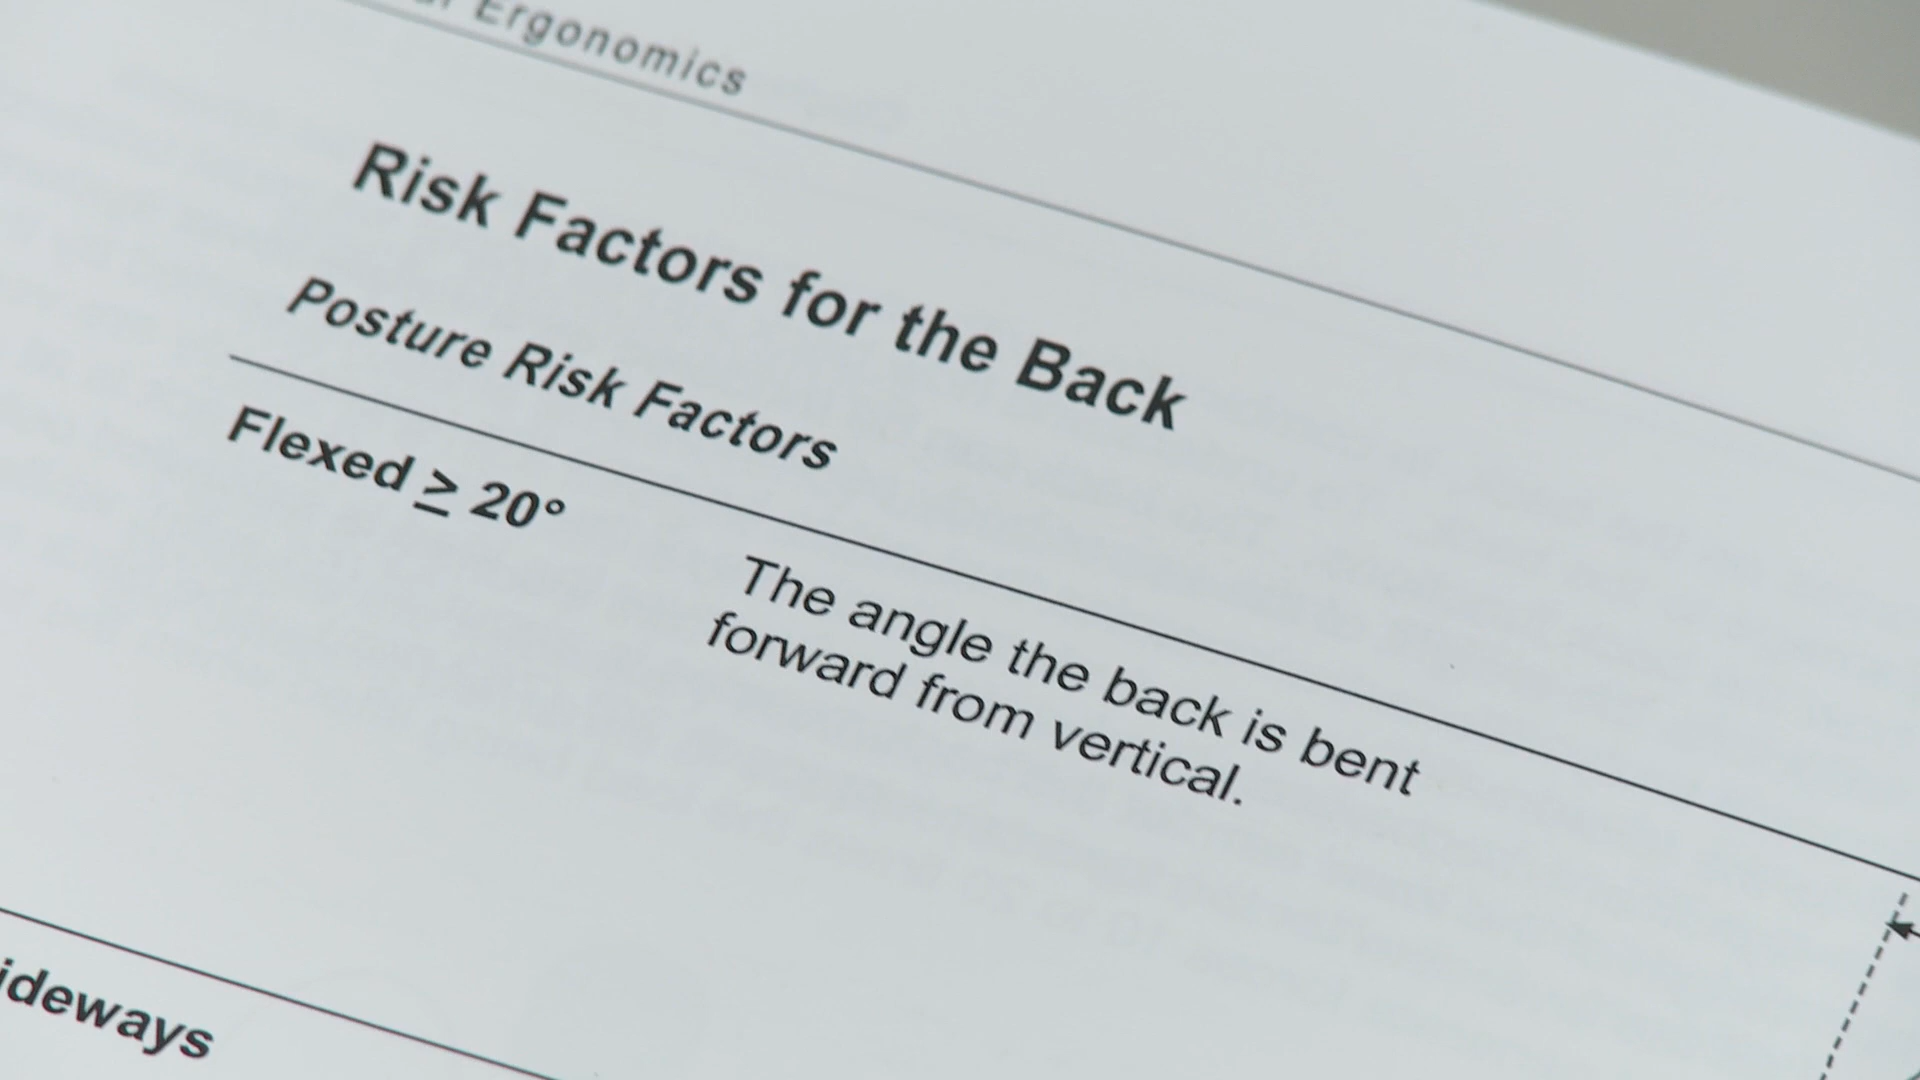 Ergonomics
Risk Factors for the Back
Posture Risk Factors
Flexed ≥ 20°
The angle the back is bent
forward from vertical.
ideways